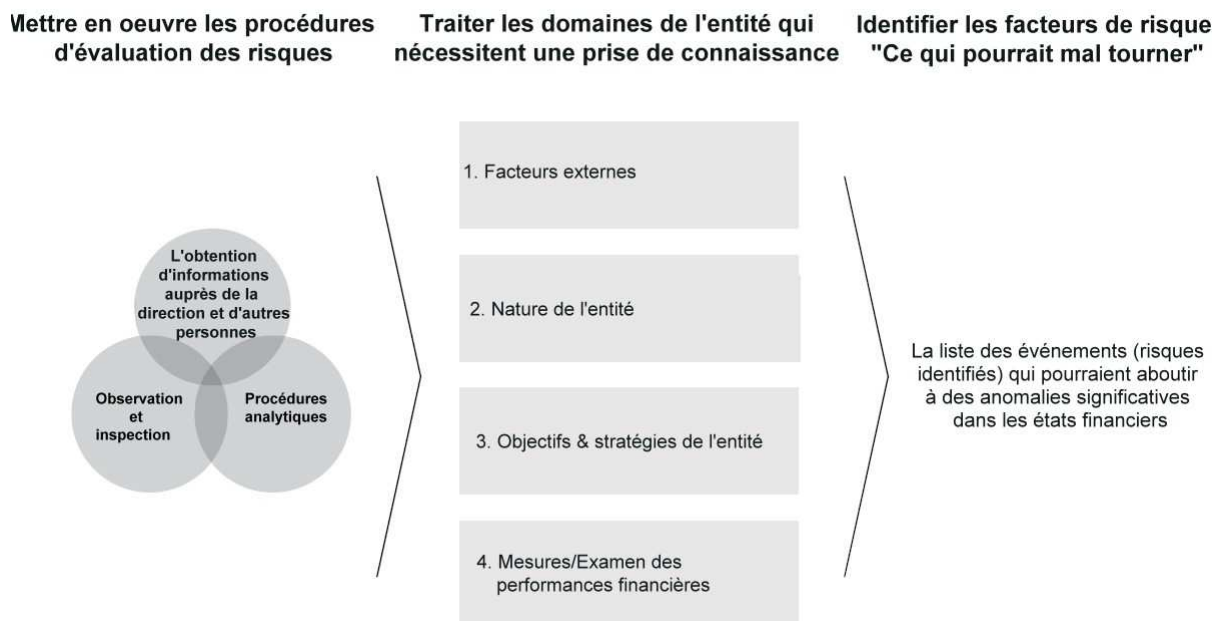 Mettre en oeuvre les procédures
d'évaluation des risques
Traiter les domaines de l'entité qui
nécessitent une prise de connaissance
Identifier les facteurs de risque
"Ce qui pourrait mal tourner"
L'obtention
d'informations
auprès de la
direction et d'autres
personnes
Observation
et
inspection
Procédures
analytiques
1. Facteurs externes
2. Nature de l'entité
3. Objectifs & stratégies de l'entité
4. Mesures/Examen des
performances financières
La liste des événements (risques
identifiés) qui pourraient aboutir
à des anomalies significatives
dans les états financiers